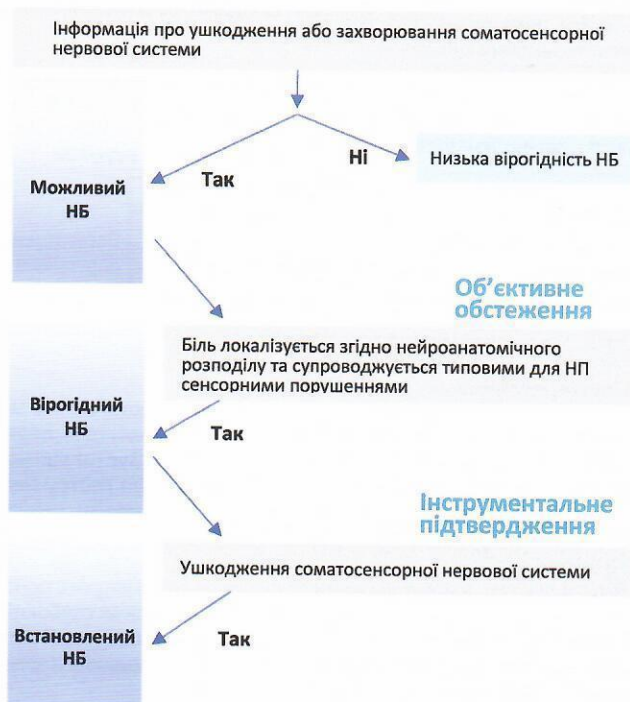 Інформація про ушкодження або захворювання соматосенсорної
нервової системи
Ні
Низька вірогідність НБ
Так
Можливий
НБ
Об’єктивне
обстеження
Біль локалізується згідно нейроанатомічного
розподілу та супроводжується типовими для НП
сенсорними порушеннями
Вірогідний
НБ
Так
Інструментальне
підтвердження
Ушкодження соматосенсорної нервової системи
Встановлений
НБ
Так